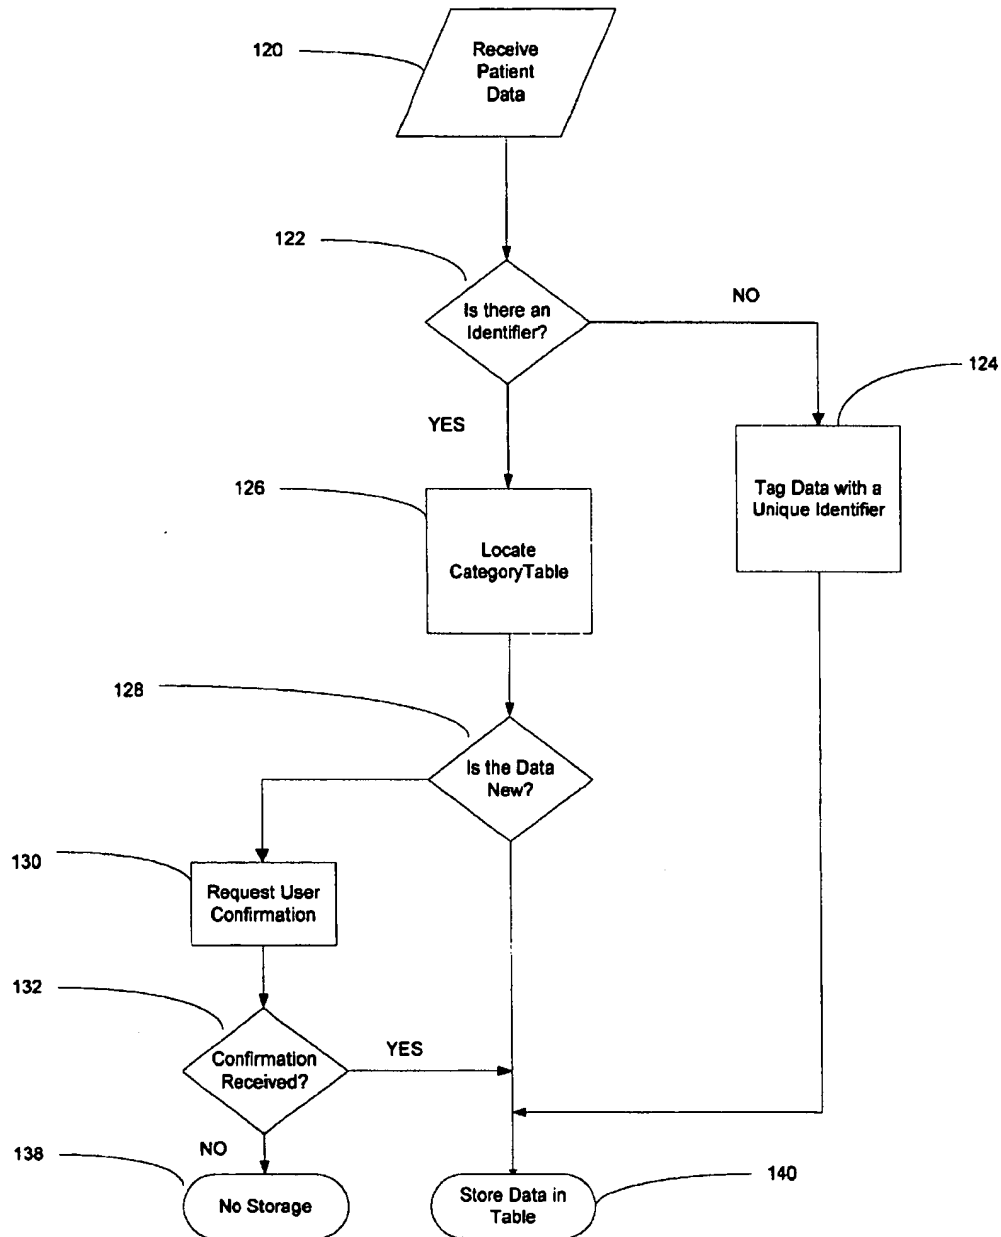 120
Receive
Patient
Data
122
Is there an
Identifier?
NO
124
YES
126
Tag Data with a
Unique Identifier
Locate
CategoryTable
128
Is the Data
New?
130
Request User
Confirmation
132
Confirmation
Received?
YES
NO
138
No Storage
Store Data in
Table
140